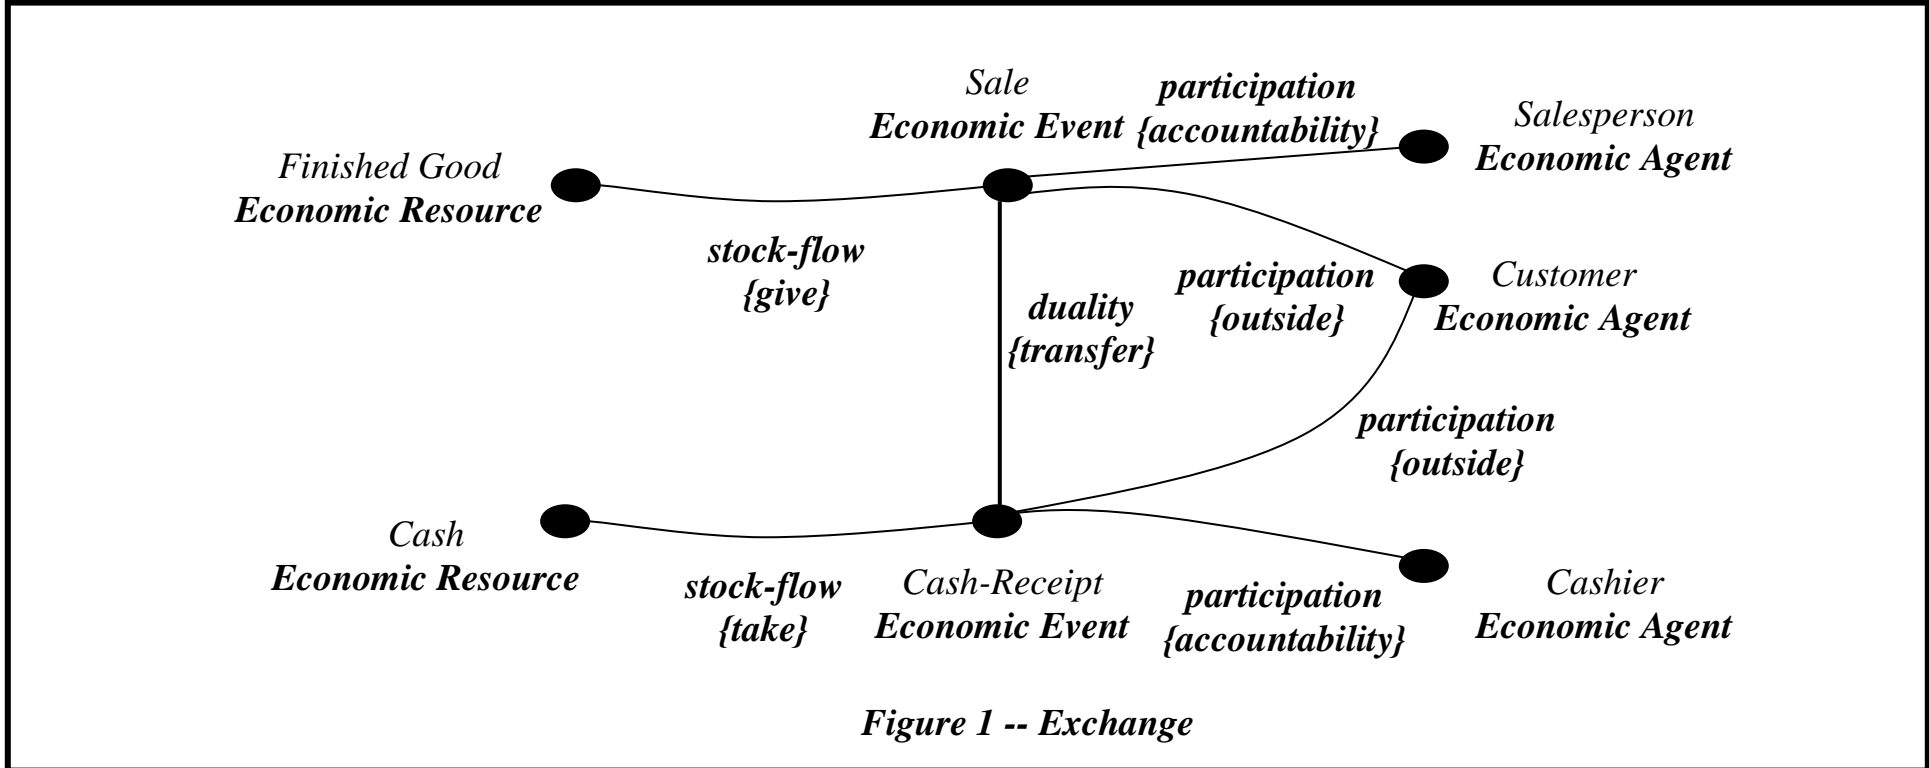 Sale
Economic Event
participation
{accountability}
Salesperson
Economic Agent
Finished Good
Economic Resource
stock-flow
{give}
duality
{transfer}
participation
{outside}
Customer
Economic Agent
participation
{outside}
Cash
Economic Resource
stock-flow
{take}
Cash-Receipt
Economic Event
participation
{accountability}
Cashier
Economic Agent
Figure 1 -- Exchange